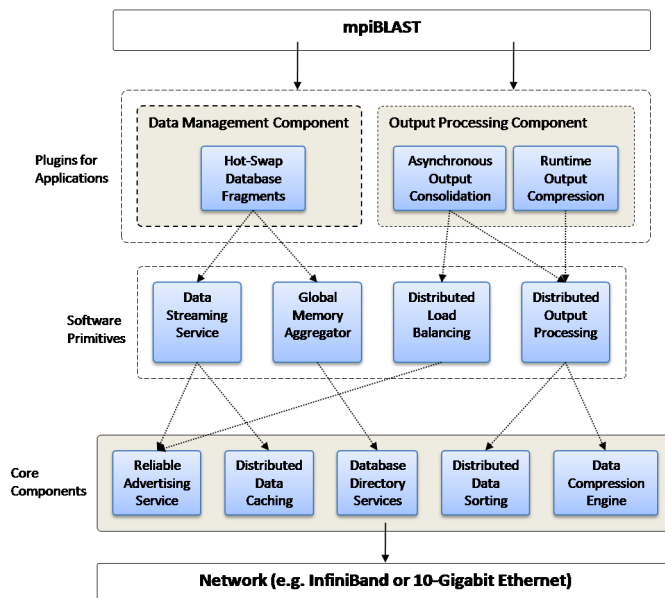 mpiBLAST
Data Management Component
Output Processing Component
Plugins for
Applications
Hot-Swap
Database
Fragments
Asynchronous
Output
Consolidation
Runtime
Output
Compression
Software
Primitives
Data
Streaming
Service
Global
Memory
Aggregator
Distributed
Load
Balancing
Distributed
Output
Processing
Core
Components
Reliable
Advertising
Service
Distributed
Data
Caching
Database
Directory
Services
Distributed
Data
Sorting
Data
Compression
Engine
Network (e.g. InfiniBand or 10-Gigabit Ethernet)